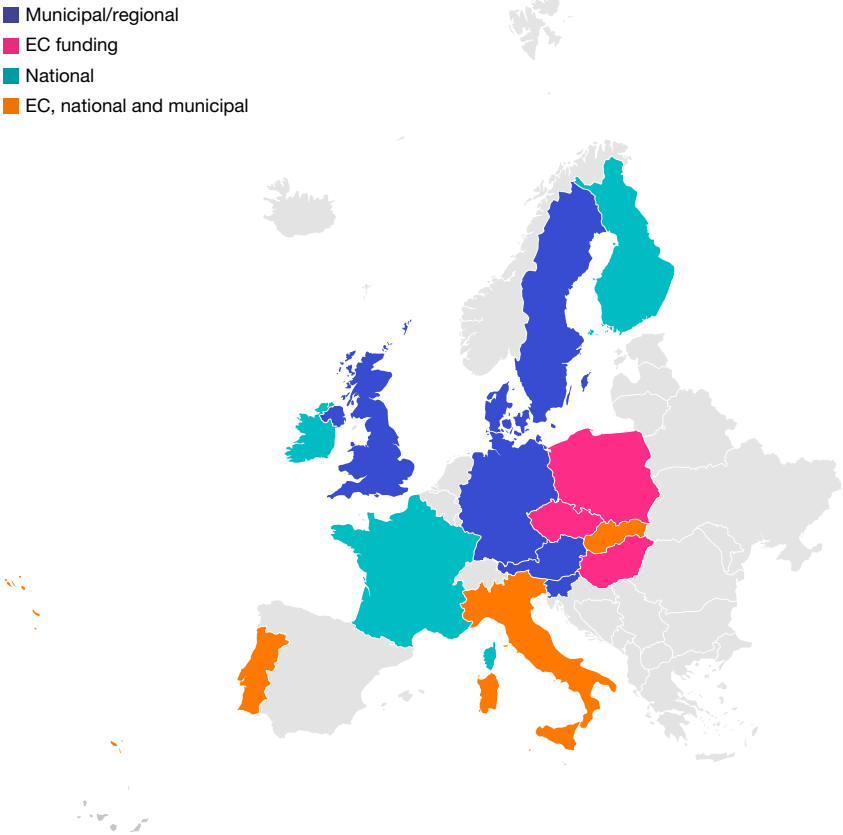 Municipal/regional
EC funding
National
EC, national and municipal